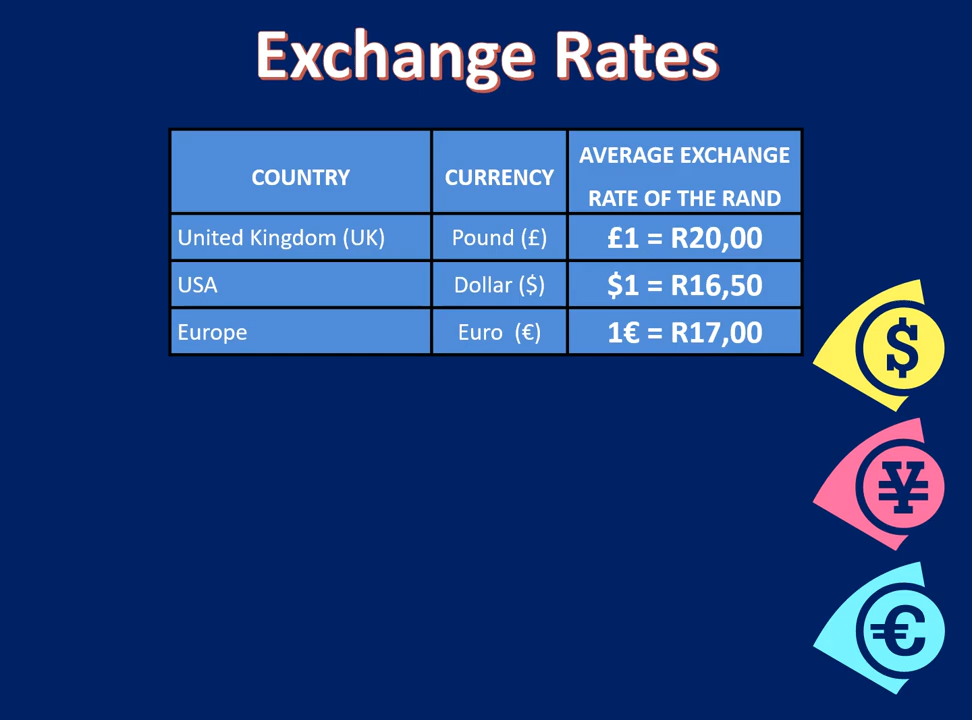 Exchange Rates
COUNTRY
CURRENCY
AVERAGE EXCHANGE
RATE OF THE RAND
United Kingdom (UK)
Pound (£)
£1 = R20,00
USA
Dollar ($)
$1 = R16,50
Europe
Euro (€)
1€ = R17,00
$
¥
€